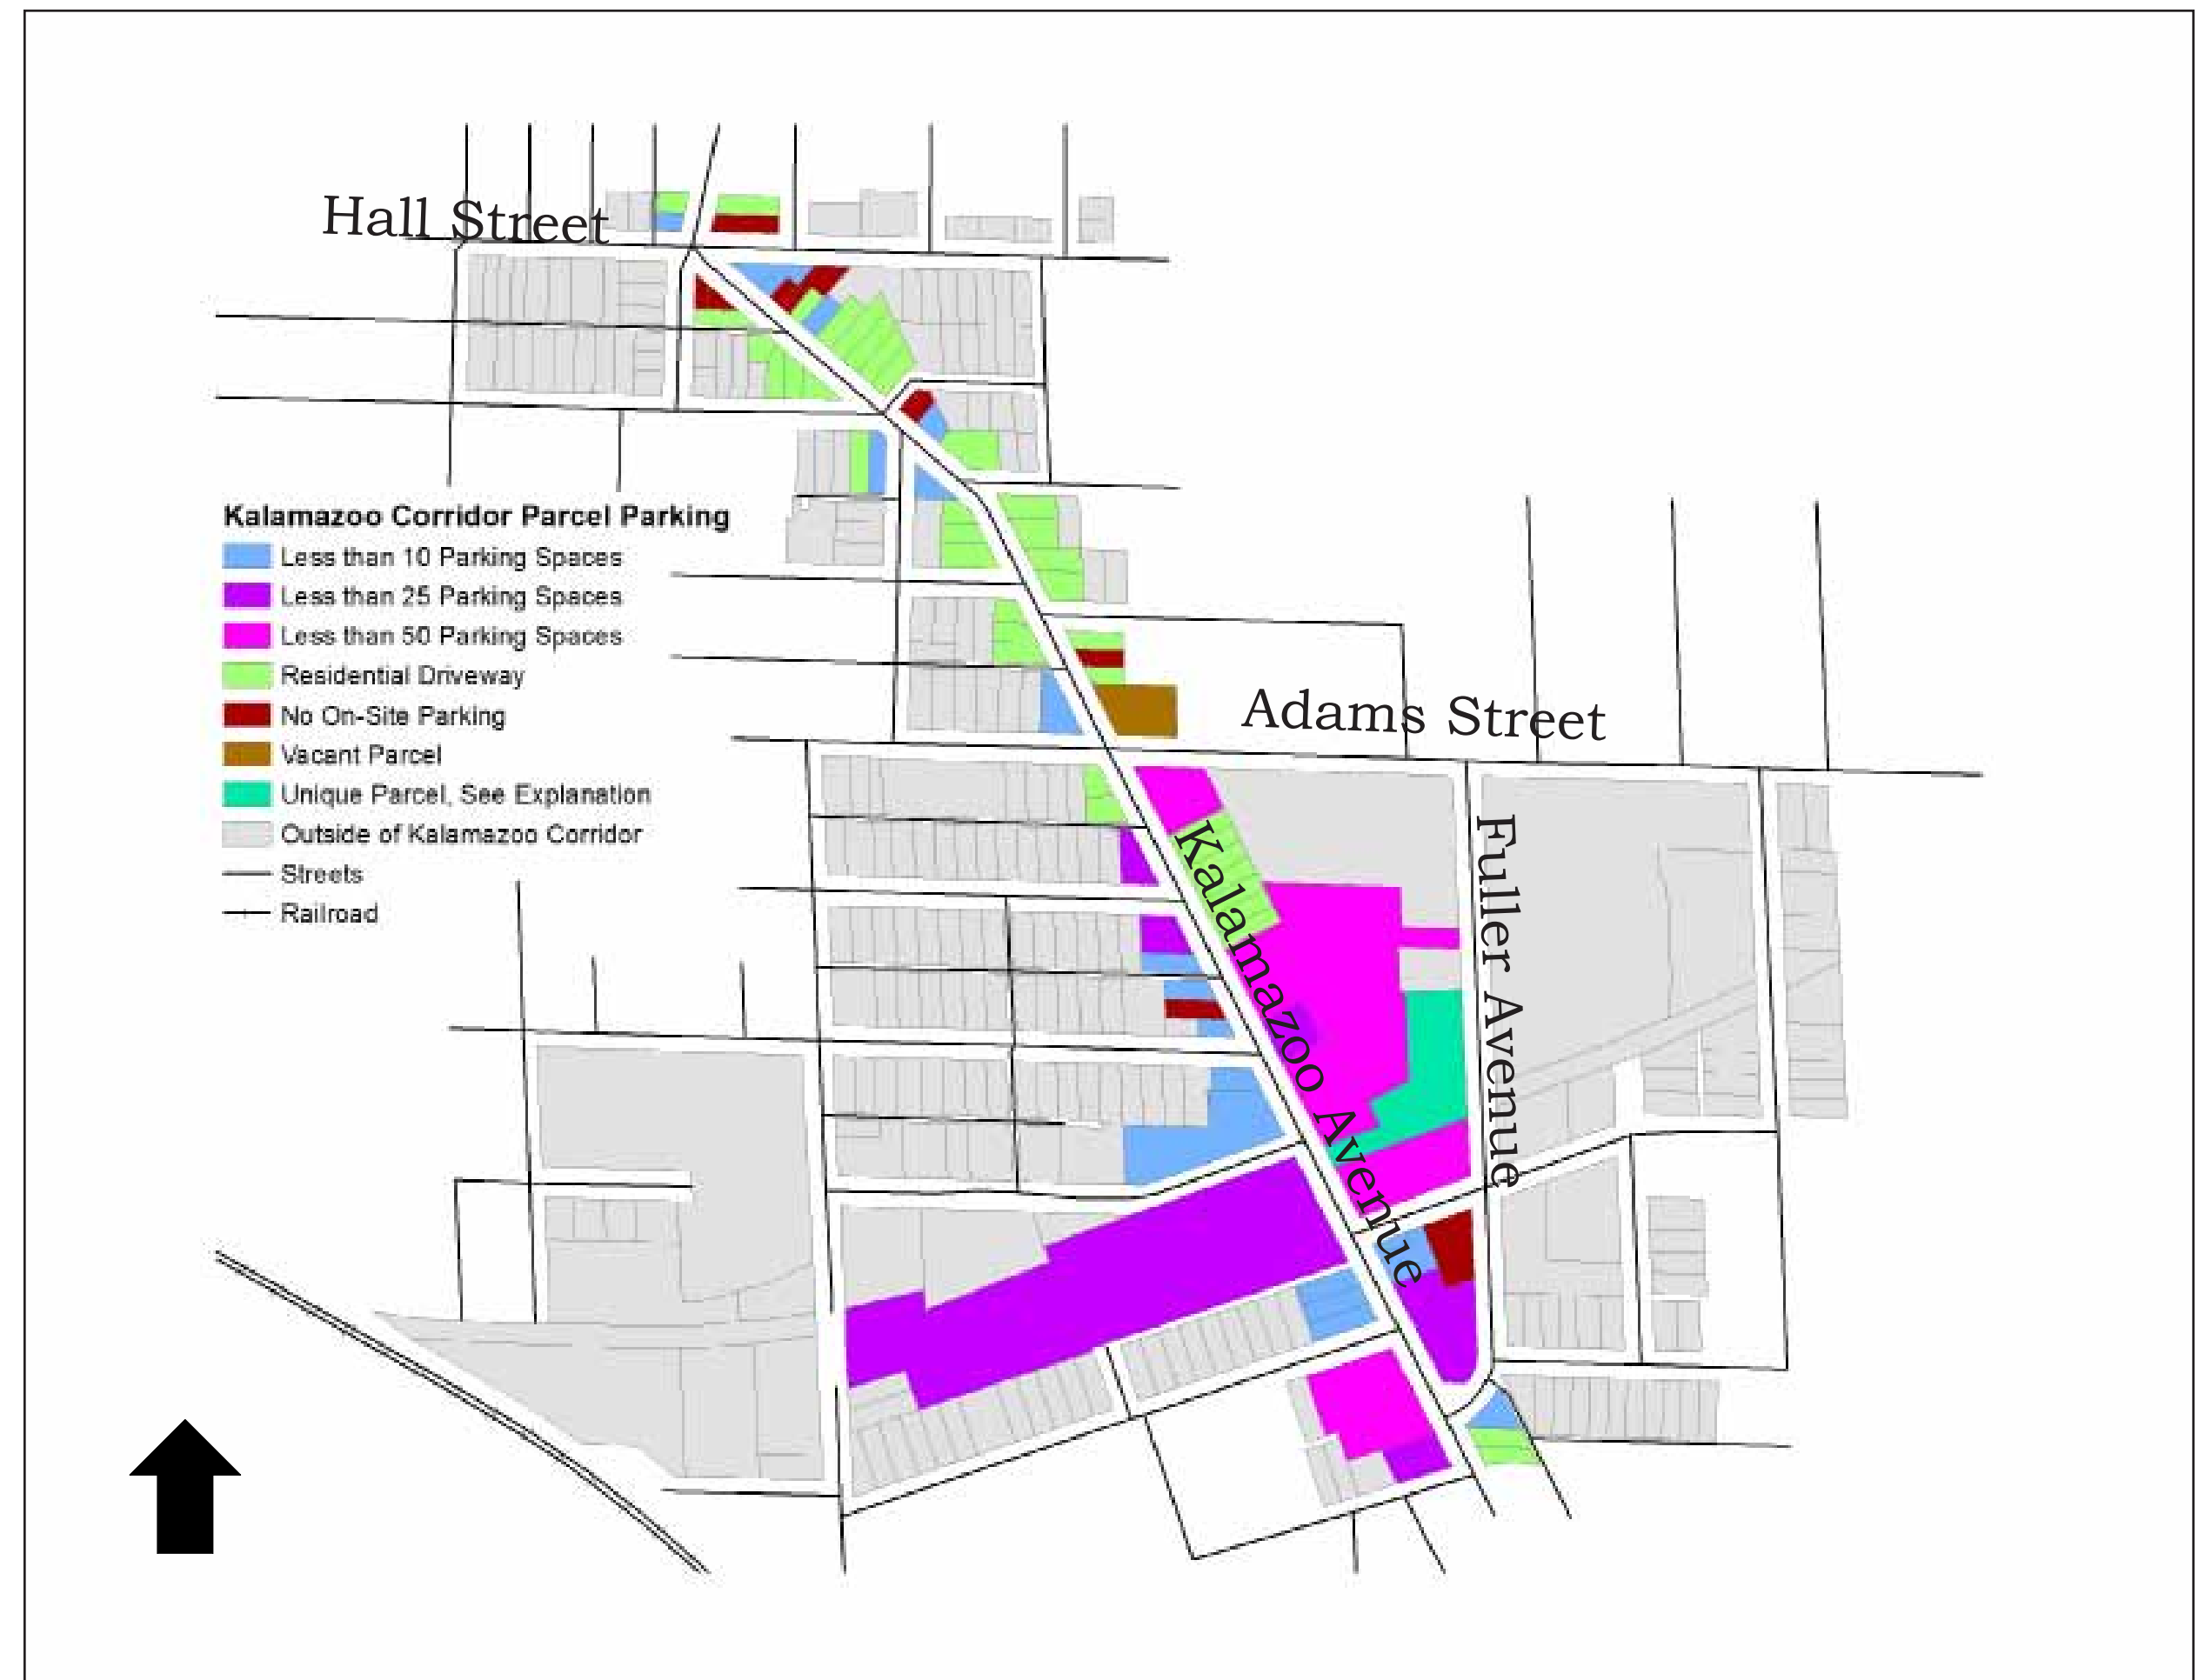 Hall Street
Kalamazoo Corridor Parcel Parking
Less than 10 Parking Spaces
Less than 25 Parking Spaces
Less than 50 Parking Spaces
Residential Driveway
No On-Site Parking
Vacant Parcel
Unique Parcel, See Explanation
Outside of Kalamazoo Corridor
Streets
Railroad
Adams Street
Kalamazoo Avenue
Fuller Avenue